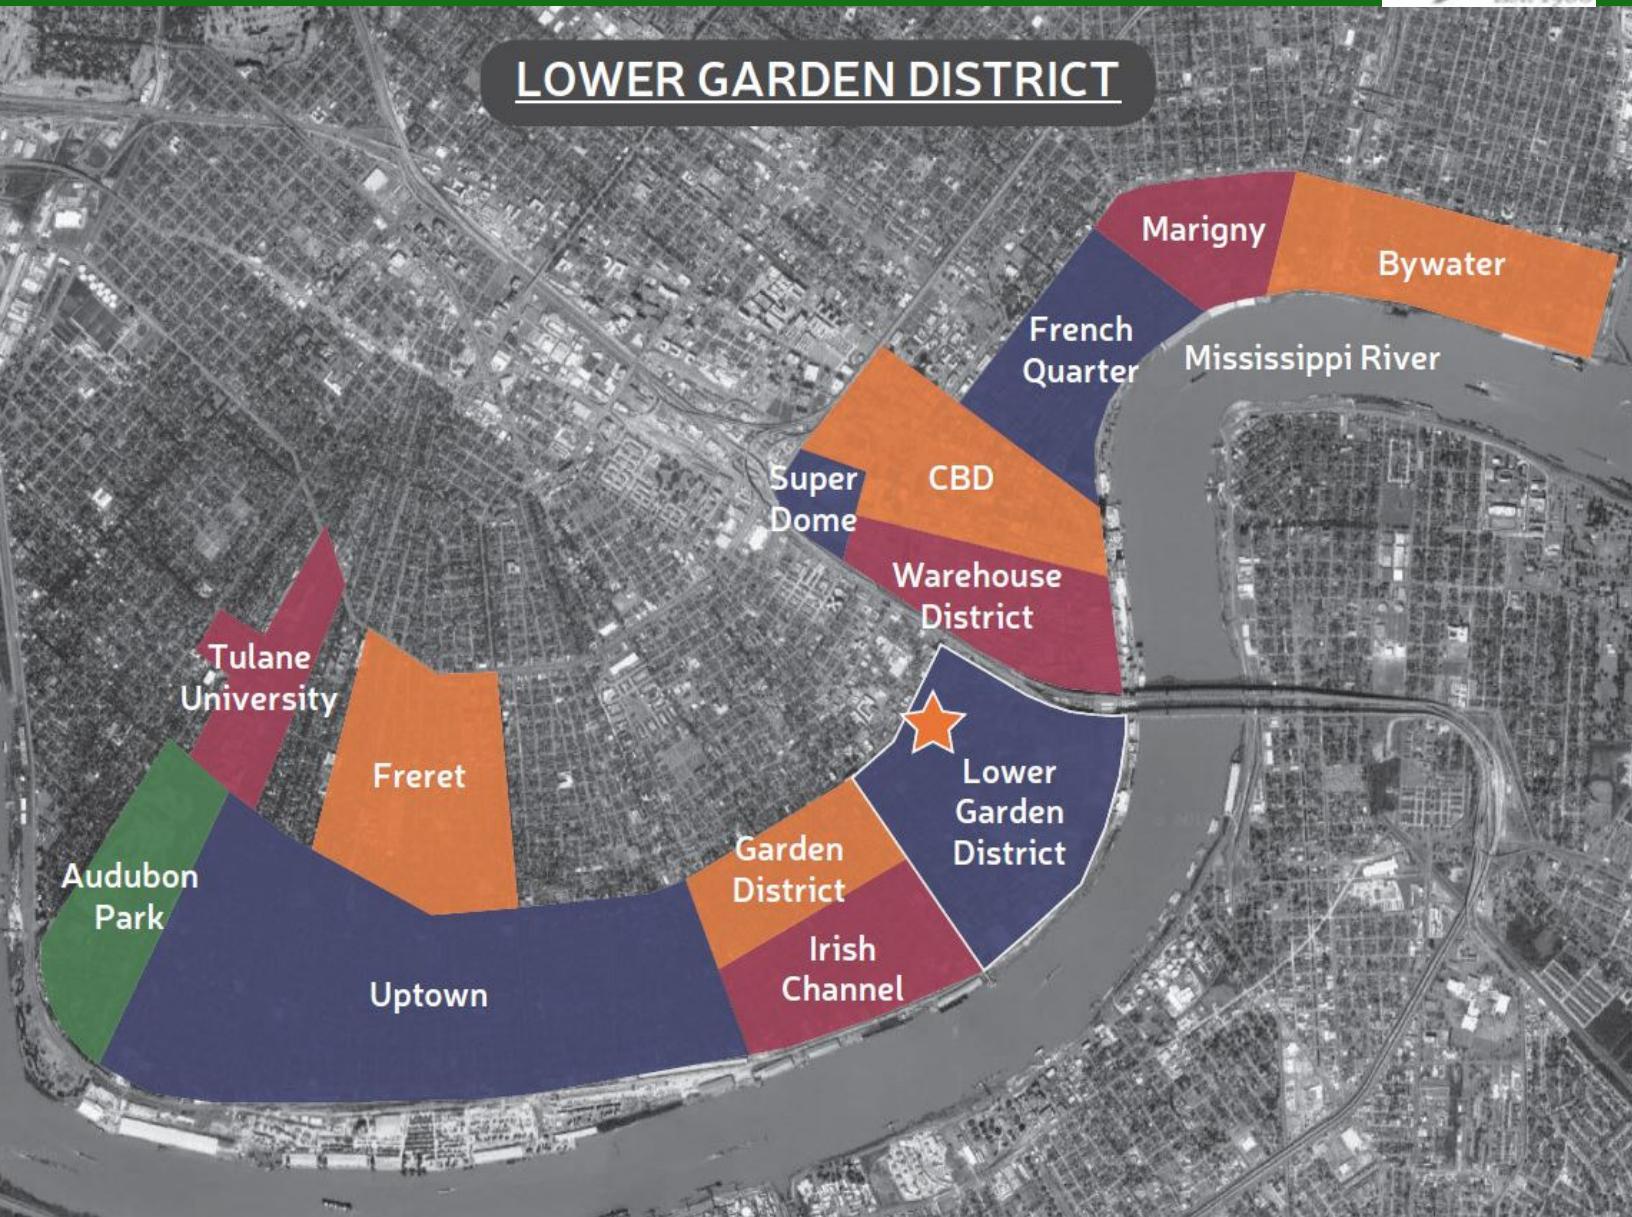 LOWER GARDEN DISTRICT
Marigny
Bywater
French
Quarter
Mississippi River
Super
Dome
CBD
Warehouse
District
Tulane
University
Freret
Lower
Garden
District
Garden
District
Audubon
Park
Irish
Channel
Uptown